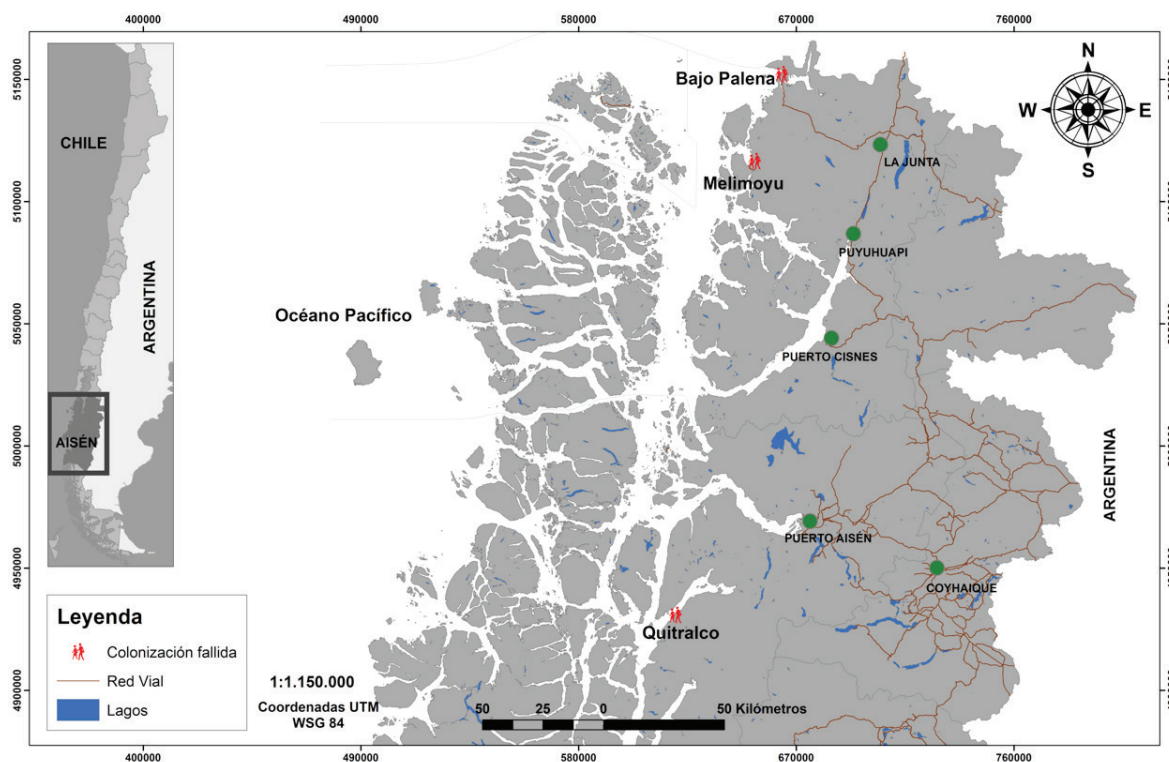 400000
490000
580000
670000
760000
5150000
5100000
5050000
5000000
4950000
4900000
CHILE
ARGENTINA
AISÉN
Bajo Palena
Melimoyu
LA JUNTA
PUYUHUAPI
Océano Pacífico
PUERTO CISNES
PUERTO AISÉN
COYHAIQUE
Quitralco
ARGENTINA
N
W
E
S
Leyenda
Colonización fallida
Red Vial
Lagos
1:1.150.000
Coordenadas UTM
WSG 84
50 25 0 50 Kilómetros
400000
490000
580000
670000
760000